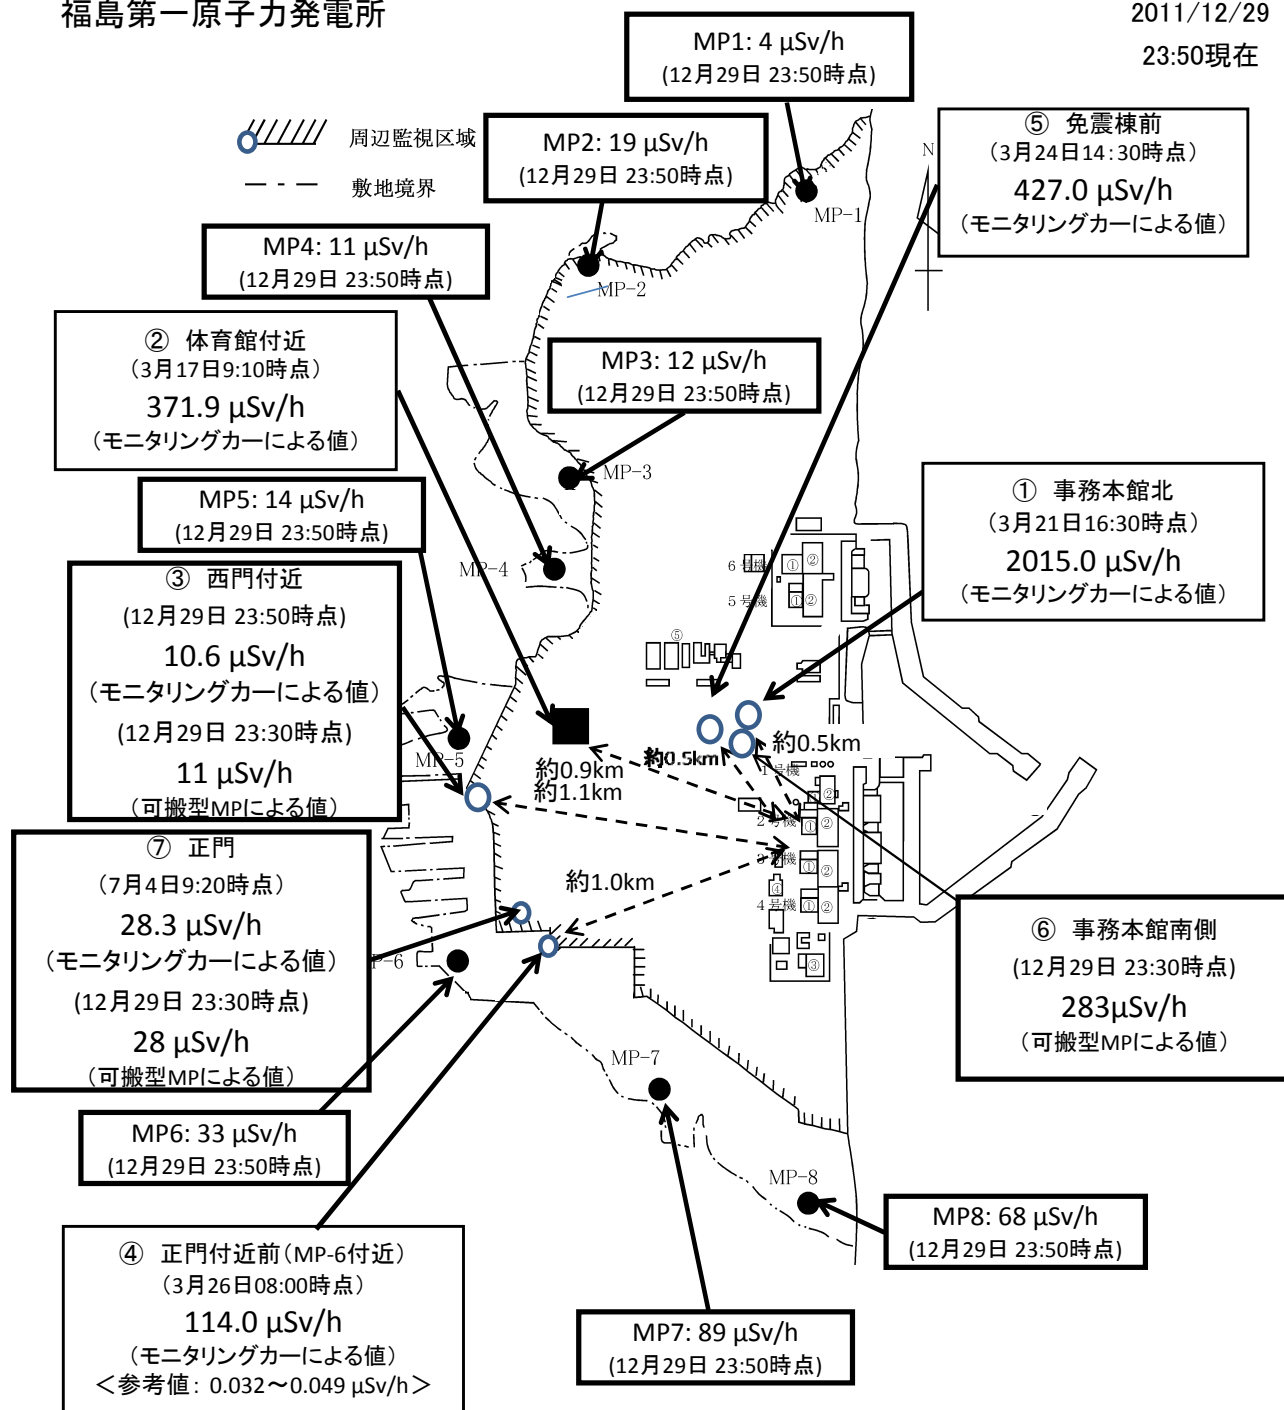 福島第一原子力発電所
2011/12/29
23:50現在
MP1: 4 μSv/h
(12月29日 23:50時点)
周辺監視区域
敷地境界
MP2: 19 μSv/h
(12月29日 23:50時点)
⑤ 免震棟前
(3月24日14:30時点)
427.0 μSv/h
(モニタリングカーによる値)
N
MP-1
MP4: 11 μSv/h
(12月29日 23:50時点)
MP-2
② 体育館付近
(3月17日9:10時点)
371.9 μSv/h
(モニタリングカーによる値)
MP3: 12 μSv/h
(12月29日 23:50時点)
MP-3
MP5: 14 μSv/h
(12月29日 23:50時点)
① 事務本館北
(3月21日16:30時点)
2015.0 μSv/h
(モニタリングカーによる値)
MP-4
6号機 ① ②
5号機 ① ②
③ 西門付近
(12月29日 23:50時点)
10.6 μSv/h
(モニタリングカーによる値)
(12月29日 23:30時点)
11 μSv/h
(可搬型MPによる値)
⑤
MP-5
約0.9km
約1.1km
約0.5km
約0.5km
1号機 ① ②
2号機 ① ②
3号機 ① ②
④
4号機 ① ②
③
約1.0km
⑦ 正門
(7月4日9:20時点)
28.3 μSv/h
(モニタリングカーによる値)
(12月29日 23:30時点)
28 μSv/h
(可搬型MPによる値)
P-6
⑥ 事務本館南側
(12月29日 23:30時点)
283μSv/h
(可搬型MPによる値)
MP-7
MP6: 33 μSv/h
(12月29日 23:50時点)
MP-8
MP8: 68 μSv/h
(12月29日 23:50時点)
④ 正門付近前(MP-6付近)
(3月26日08:00時点)
114.0 μSv/h
(モニタリングカーによる値)
<参考値: 0.032~0.049 μSv/h>
MP7: 89 μSv/h
(12月29日 23:50時点)